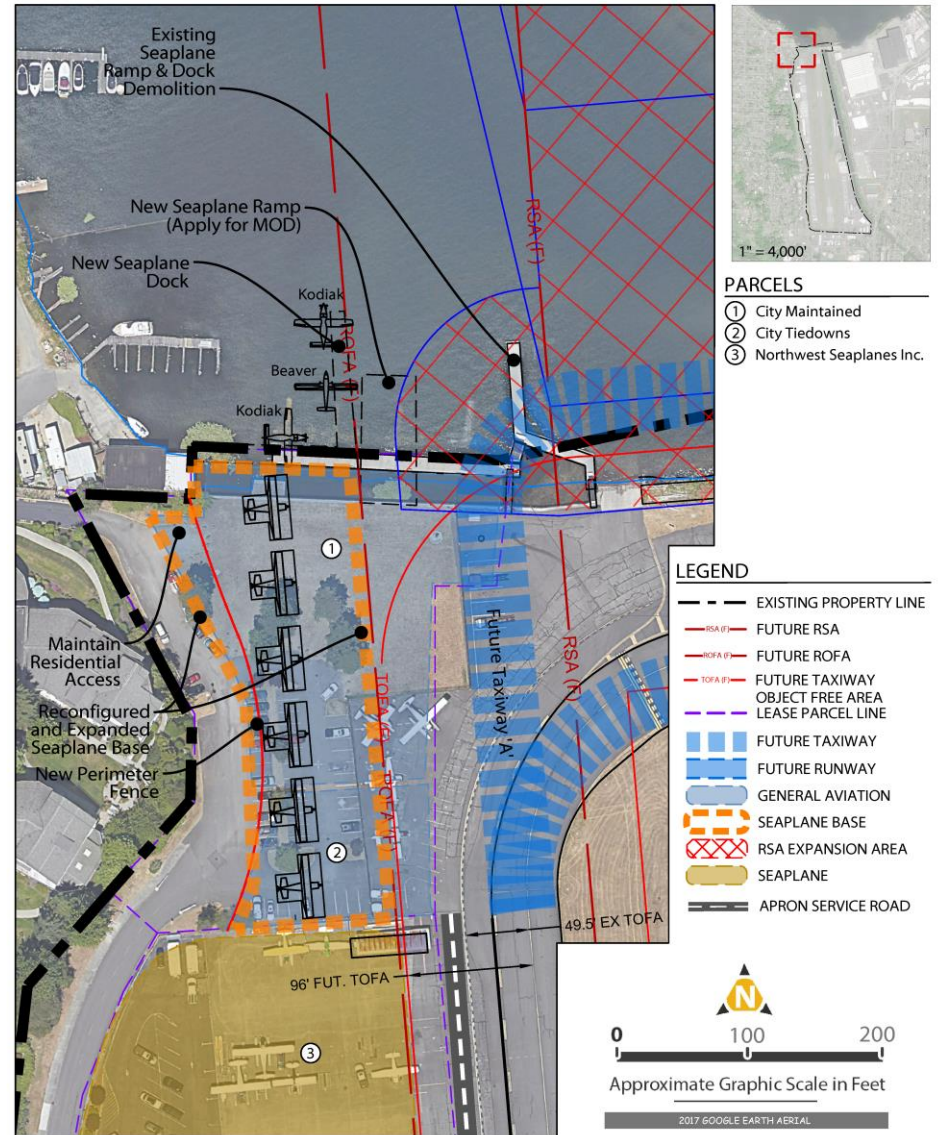 Existing
Seaplane
Ramp & Dock
Demolition
New Seaplane Ramp
(Apply for MOD)
New Seaplane
Dock
Kodiak
Beaver
Kodiak
RSA (F)
ROFA (F)
1
Maintain
Residential
Access
Reconfigured
and Expanded
Seaplane Base
New Perimeter
Fence
TOFA (F)
ROFA (F)
Future Taxiway 'A'
RSA (F)
2
49.5' EX TOFA
96' FUT. TOFA
3
1" = 4,000'
PARCELS
1 City Maintained
2 City Tiedowns
3 Northwest Seaplanes Inc.
LEGEND
EXISTING PROPERTY LINE
RSA (F) FUTURE RSA
ROFA (F) FUTURE ROFA
TOFA (F) FUTURE TAXIWAY
OBJECT FREE AREA
LEASE PARCEL LINE
FUTURE TAXIWAY
FUTURE RUNWAY
GENERAL AVIATION
SEAPLANE BASE
RSA EXPANSION AREA
SEAPLANE
APRON SERVICE ROAD
N
0 100 200
Approximate Graphic Scale in Feet
2017 GOOGLE EARTH AERIAL